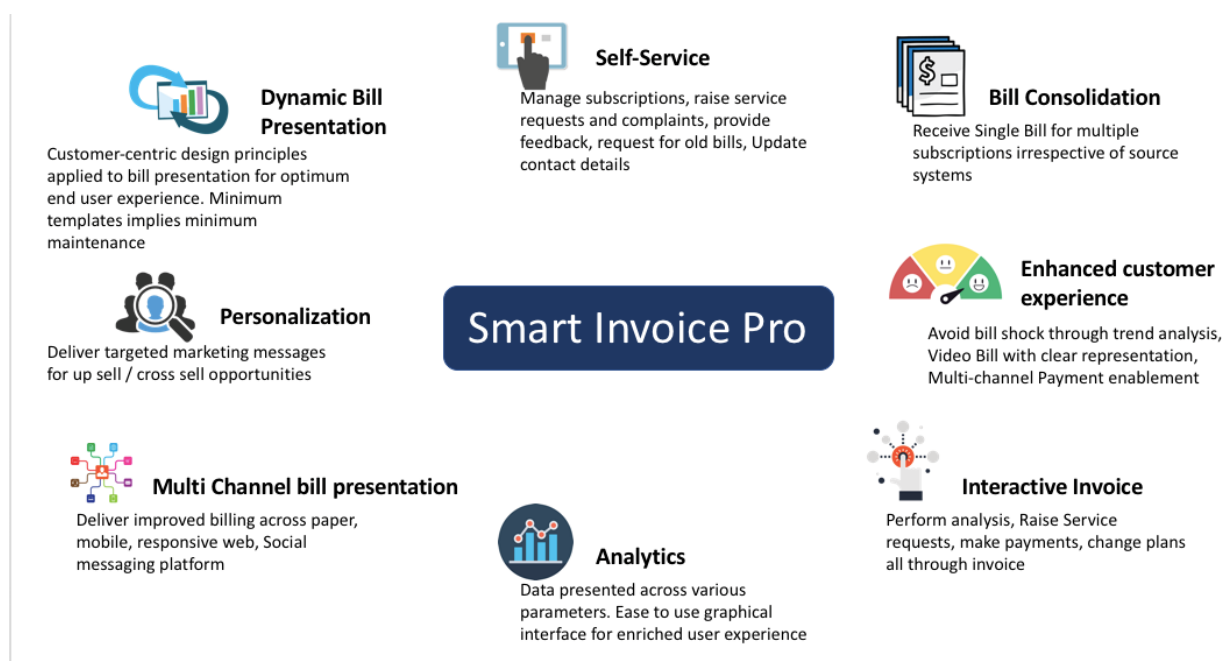 Dynamic Bill
Presentation
Customer-centric design principles
applied to bill presentation for optimum
end user experience. Minimum
templates implies minimum
maintenance
Self-Service
Manage subscriptions, raise service
requests and complaints, provide
feedback, request for old bills, Update
contact details
$
Bill Consolidation
Receive Single Bill for multiple
subscriptions irrespective of source
systems
Personalization
Deliver targeted marketing messages
for up sell / cross sell opportunities
Smart Invoice Pro
Enhanced customer
experience
Avoid bill shock through trend analysis,
Video Bill with clear representation,
Multi-channel Payment enablement
Multi Channel bill presentation
Deliver improved billing across paper,
mobile, responsive web, Social
messaging platform
Analytics
Data presented across various
parameters. Ease to use graphical
interface for enriched user experience
Interactive Invoice
Perform analysis, Raise Service
requests, make payments, change plans
all through invoice